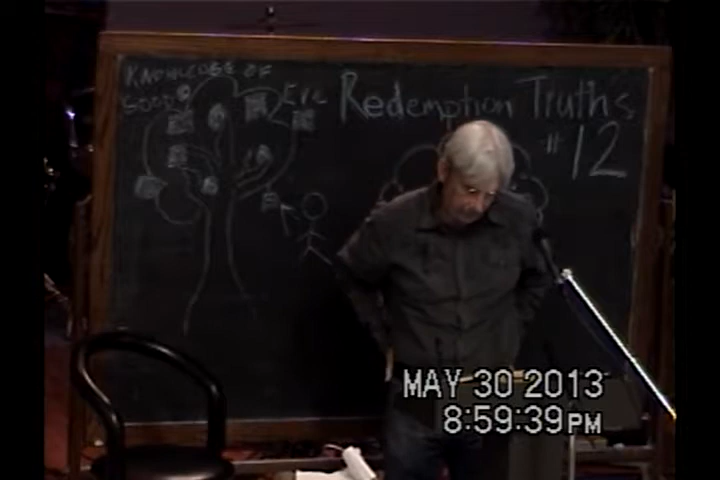 KNOWLEDGE OF
GOOD
EVIL
Redemption Truths
#12
MAY 30 2013
8:59:39PM